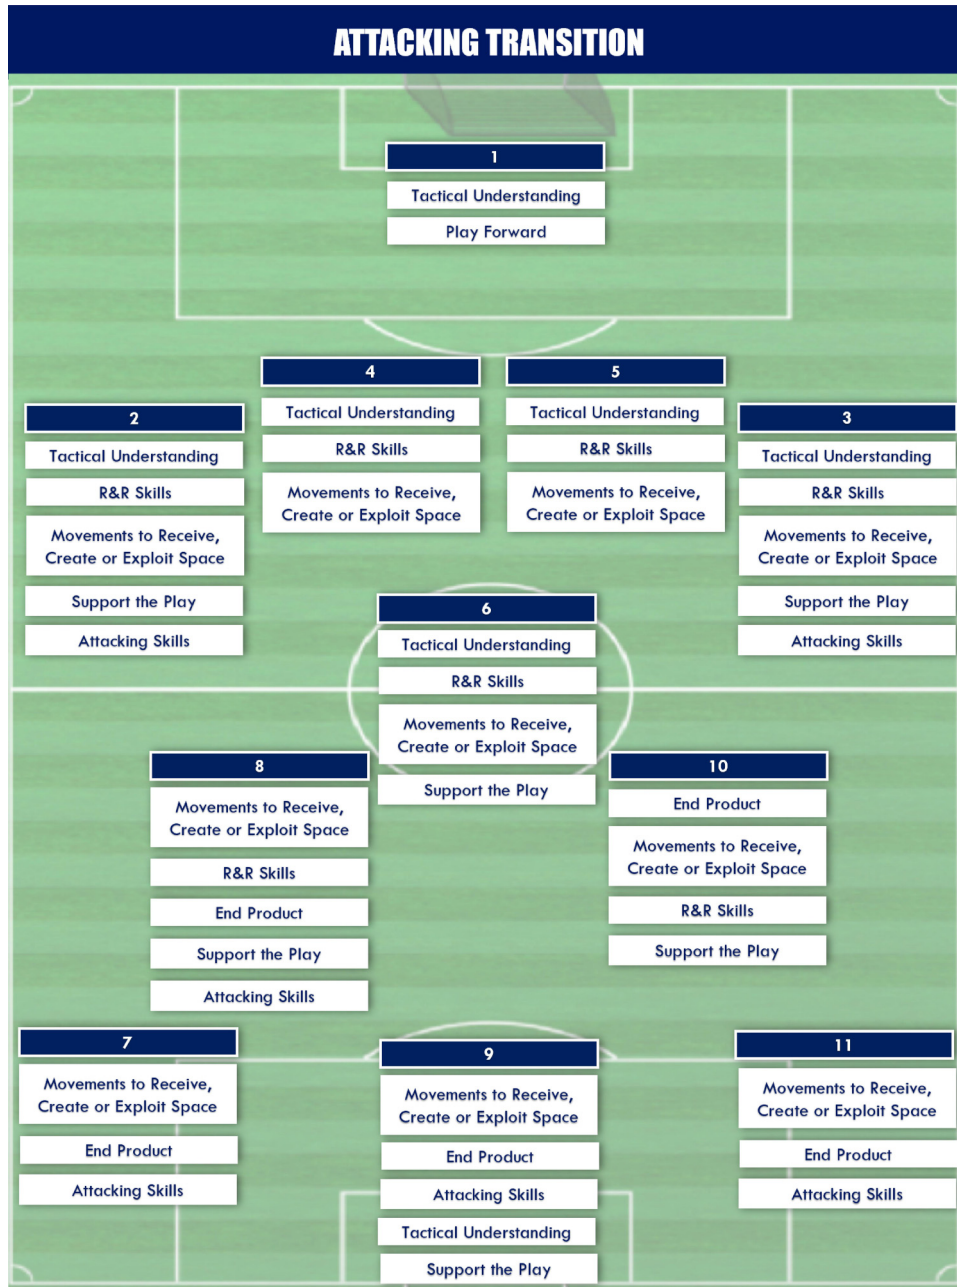 ATTACKING TRANSITION
1
Tactical Understanding
Play Forward
4
Tactical Understanding
R&R Skills
Movements to Receive,
Create or Exploit Space
5
Tactical Understanding
R&R Skills
Movements to Receive,
Create or Exploit Space
2
Tactical Understanding
R&R Skills
Movements to Receive,
Create or Exploit Space
Support the Play
Attacking Skills
3
Tactical Understanding
R&R Skills
Movements to Receive,
Create or Exploit Space
Support the Play
Attacking Skills
6
Tactical Understanding
R&R Skills
Movements to Receive,
Create or Exploit Space
Support the Play
8
Movements to Receive,
Create or Exploit Space
R&R Skills
End Product
Support the Play
Attacking Skills
10
End Product
Movements to Receive,
Create or Exploit Space
R&R Skills
Support the Play
7
Movements to Receive,
Create or Exploit Space
End Product
Attacking Skills
9
Movements to Receive,
Create or Exploit Space
End Product
Attacking Skills
Tactical Understanding
Support the Play
11
Movements to Receive,
Create or Exploit Space
End Product
Attacking Skills